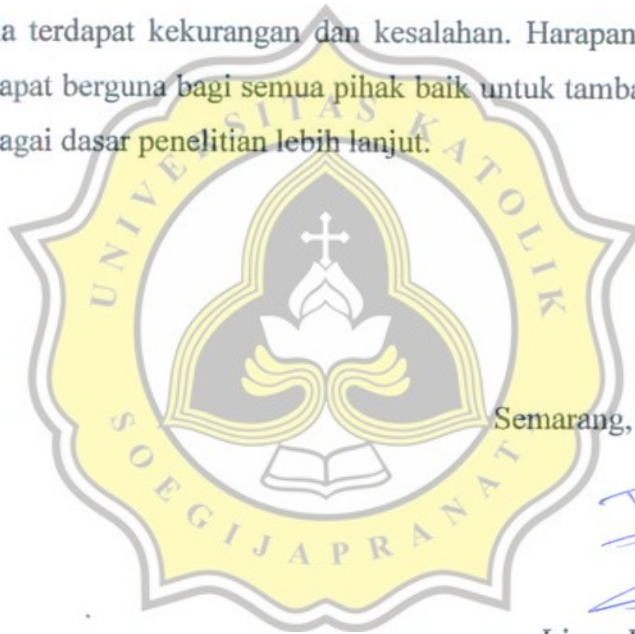 terdapat kekurangan dan kesalahan. Harapan
apat berguna bagi semua pihak baik untuk tamba
agai dasar penelitian lebih lanjut.
UNIVERSITAS KATOLIK
SOEGIJAPRANAT
Semarang,